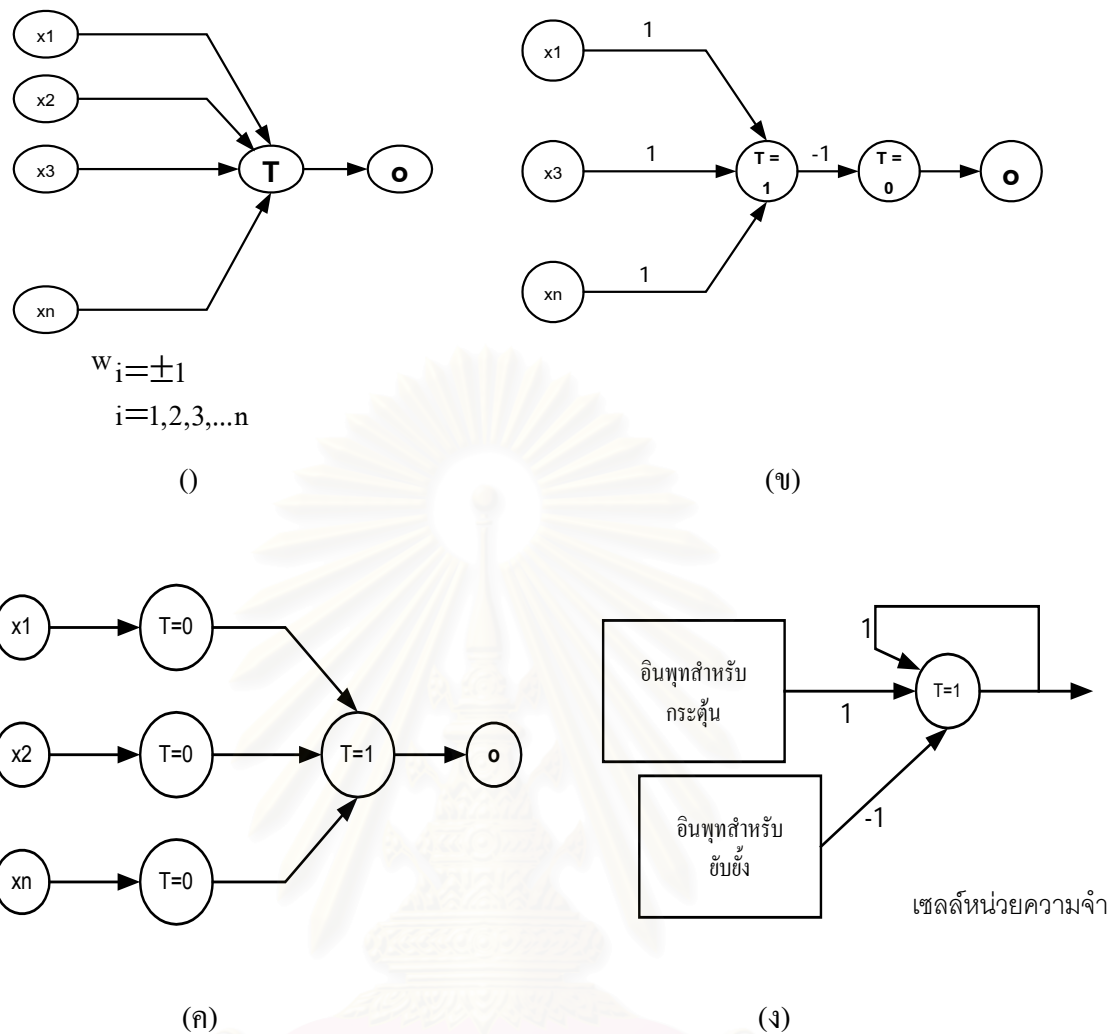 x1
x2
x3
xn
T
o
w i=±1
i=1,2,3,...n
()
x1
x3
xn
1
1
1
T =
1
-1
T =
0
o
(ข)
x1
x2
xn
T=0
T=0
T=0
T=1
o
(ค)
อินพุทสำหรับ
กระตุ้น
อินพุทสำหรับ
ยับยั้ง
1
1
-1
T=1
เซลล์หน่วยความจำ
(ง)